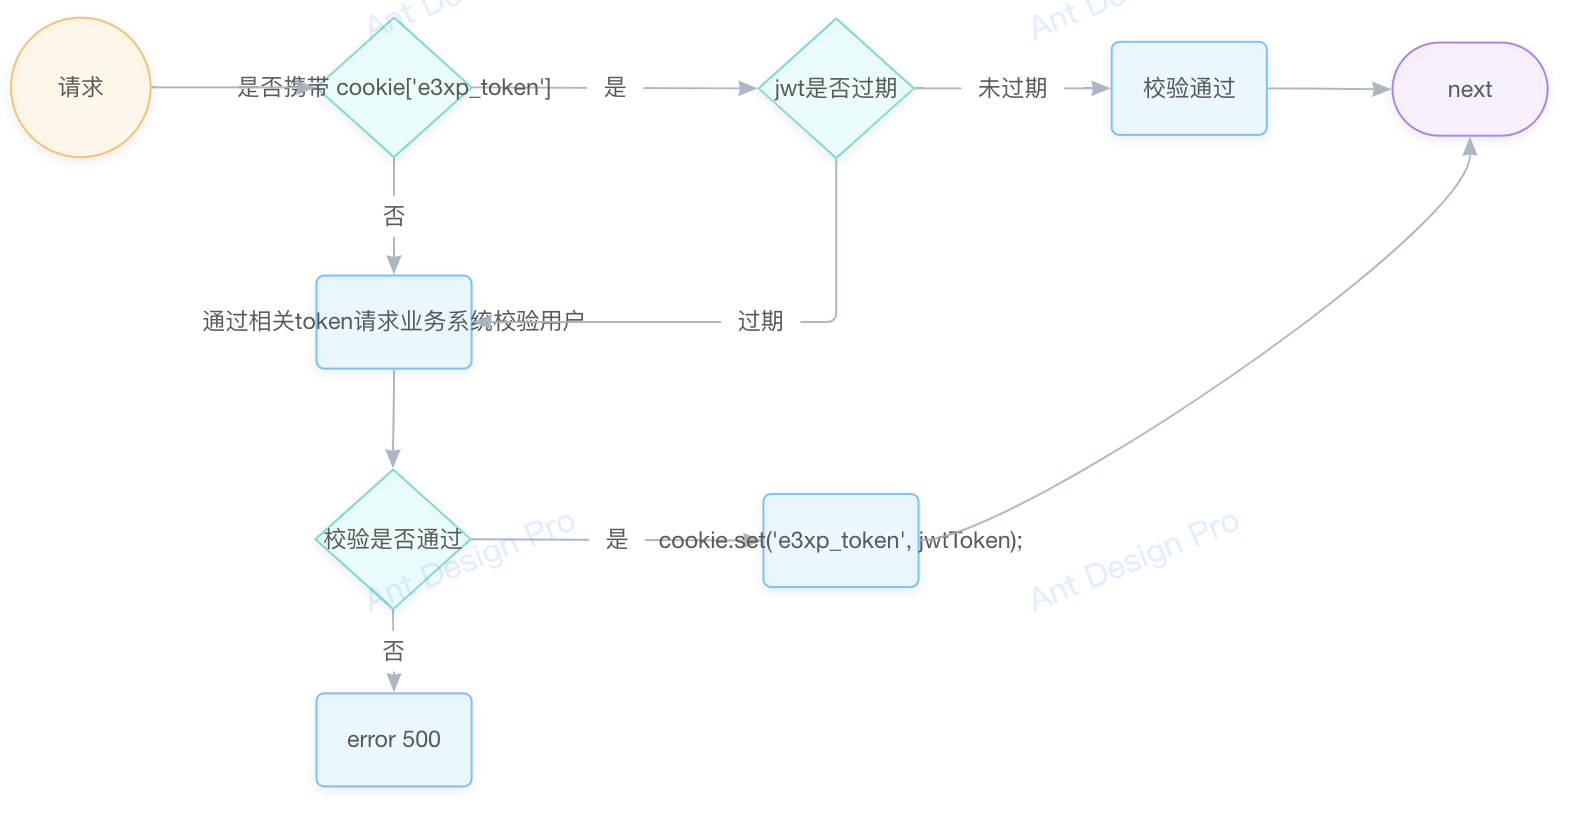 请求
是否携带 cookie['e3xp_token']
是
jwt是否过期
未过期
校验通过
next
否
通过相关token请求业务系统校验用户
过期
校验是否通过
是
cookie.set('e3xp_token', jwtToken);
否
error 500
Ant Design Pro
Ant Design Pro
Ant De
Ant De